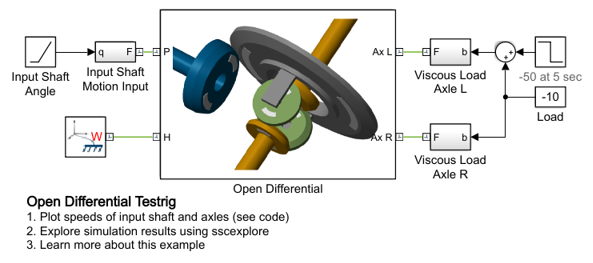 Input Shaft
Angle
q
F
Input Shaft
Motion Input
P
W
H
Open Differential
Ax L
Ax R
F
b
Viscous Load
Axle L
F
b
Viscous Load
Axle R
+
+
-50 at 5 sec
-10
Load
Open Differential Testrig
1. Plot speeds of input shaft and axles (see code)
2. Explore simulation results using sscexplore
3. Learn more about this example